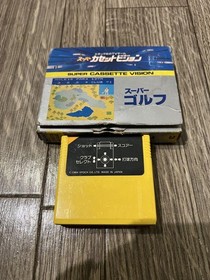 スーパーカセットビジョン
SUPER CASSETTE VISION
スーパー
ゴルフ
ショット
スコアー
クラブ
セレクト
打球方向